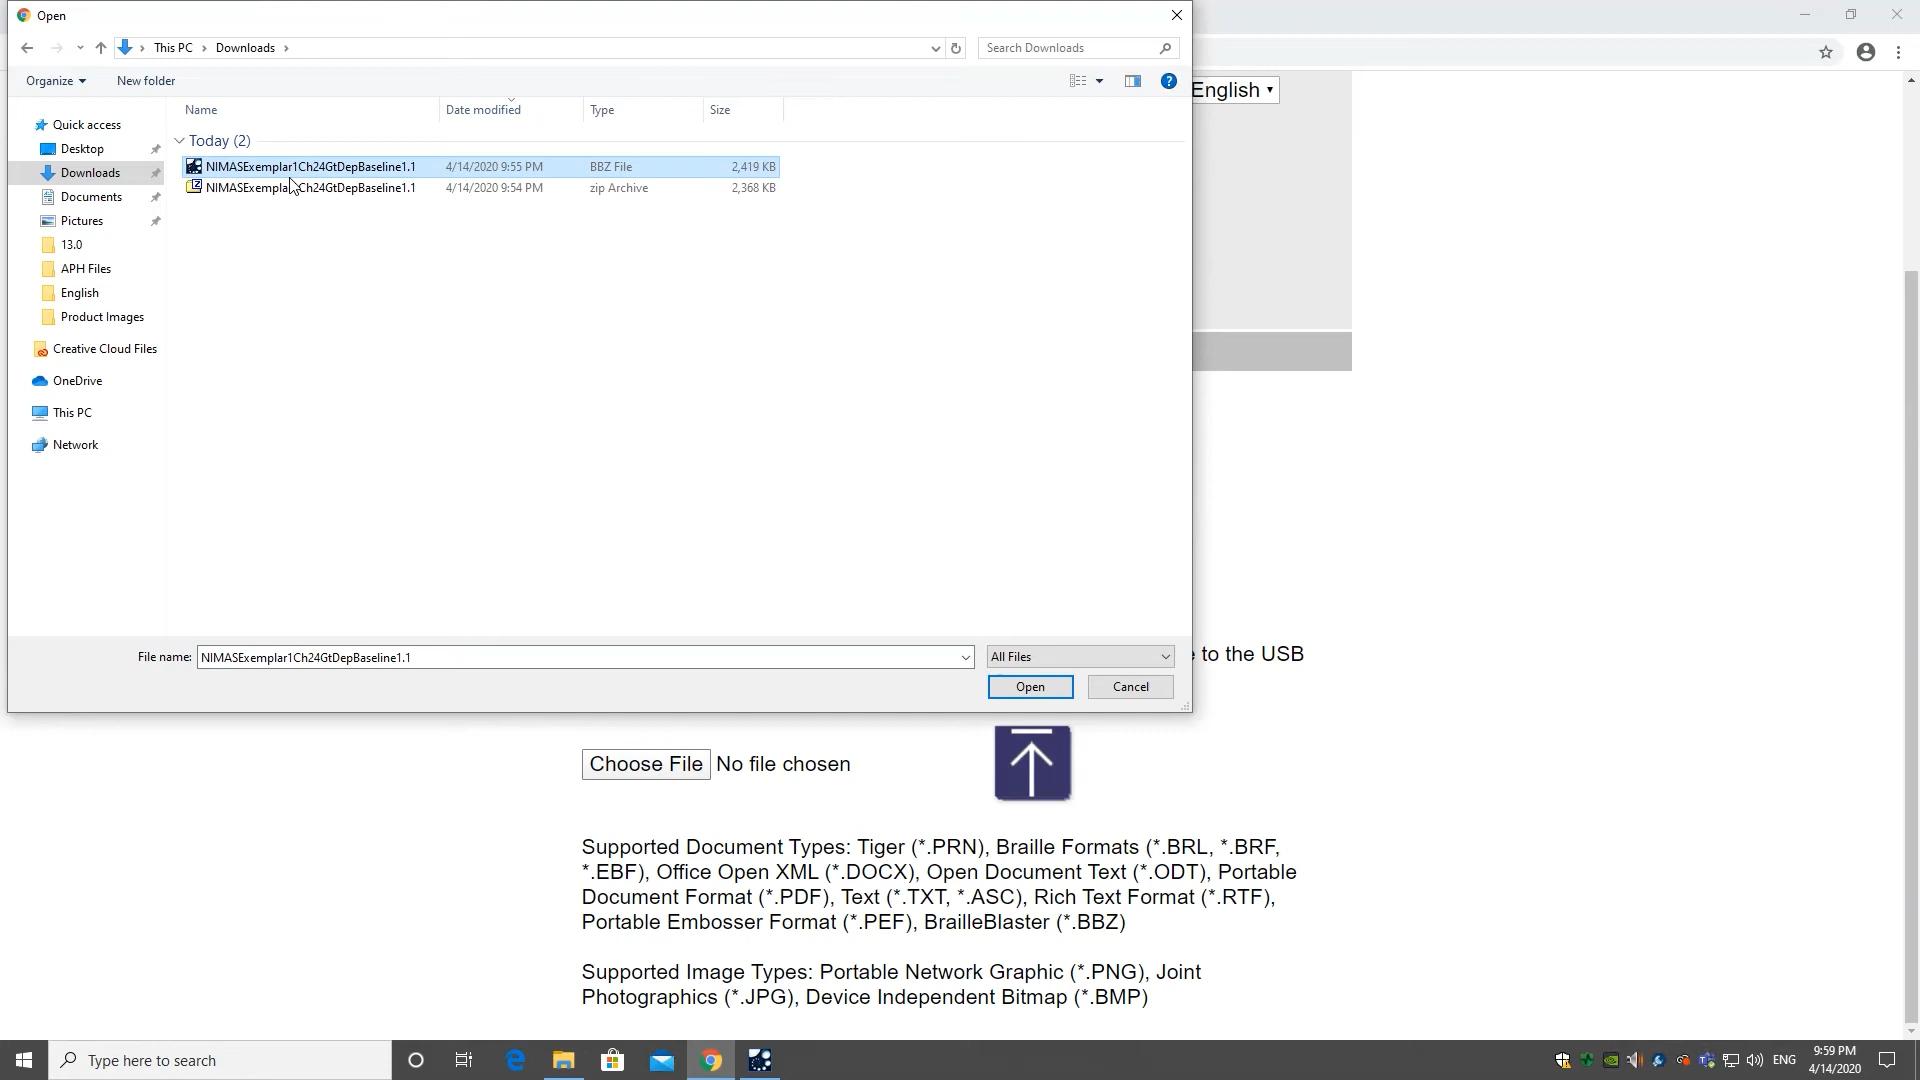 Open
This PC
Downloads
Search Downloads
Organize
New folder
English
Name
Date modified
Type
Size
Quick access
Desktop
Downloads
Documents
Pictures
13.0
APH Files
English
Product Images
Creative Cloud Files
OneDrive
This PC
Network
Today (2)
NIMASExemplar1Ch24GtDepBaseline1.1 4/14/2020 9:55 PM BBZ File 2,419 KB
NIMASExemplar1Ch24GtDepBaseline1.1 4/14/2020 9:54 PM zip Archive 2,368 KB
File name: NIMASExemplar1Ch24GtDepBaseline1.1
All Files
Open
Cancel
to the USB
Choose File No file chosen
Supported Document Types: Tiger (*.PRN), Braille Formats (*.BRL, *.BRF,
*.EBF), Office Open XML (*.DOCX), Open Document Text (*.ODT), Portable
Document Format (*.PDF), Text (*.TXT, *.ASC), Rich Text Format (*.RTF),
Portable Embosser Format (*.PEF), BrailleBlaster (*.BBZ)
Supported Image Types: Portable Network Graphic (*.PNG), Joint
Photographics (*.JPG), Device Independent Bitmap (*.BMP)
Type here to search
ENG
9:59 PM
4/14/2020